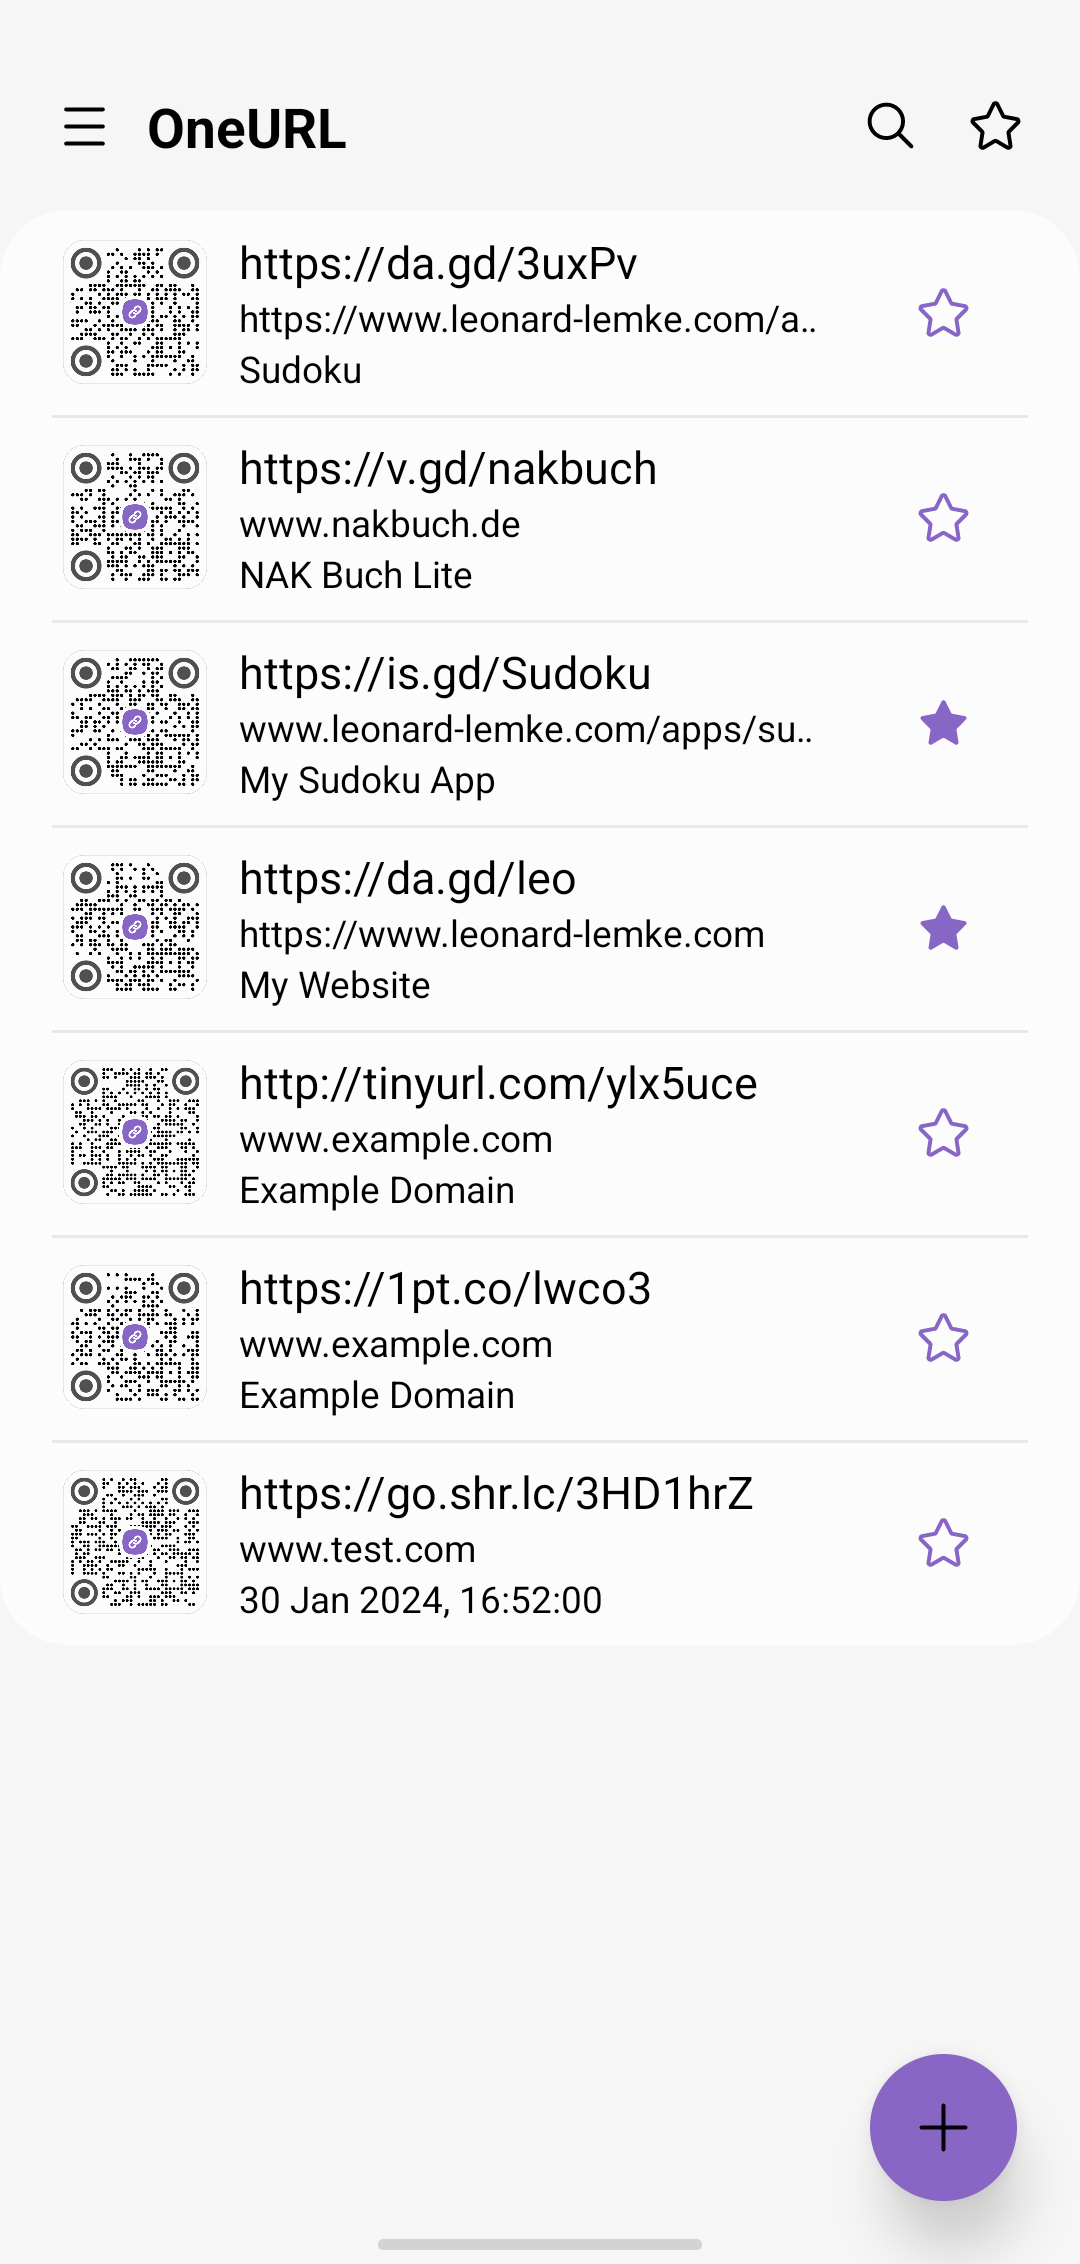 OneURL
https://da.gd/3uxPv
https://www.leonard-lemke.com/a..
Sudoku
https://v.gd/nakbuch
www.nakbuch.de
NAK Buch Lite
https://is.gd/Sudoku
www.leonard-lemke.com/apps/su..
My Sudoku App
https://da.gd/leo
https://www.leonard-lemke.com
My Website
http://tinyurl.com/ylx5uce
www.example.com
Example Domain
https://1pt.co/lwco3
www.example.com
Example Domain
https://go.shr.lc/3HD1hrZ
www.test.com
30 Jan 2024, 16:52:00